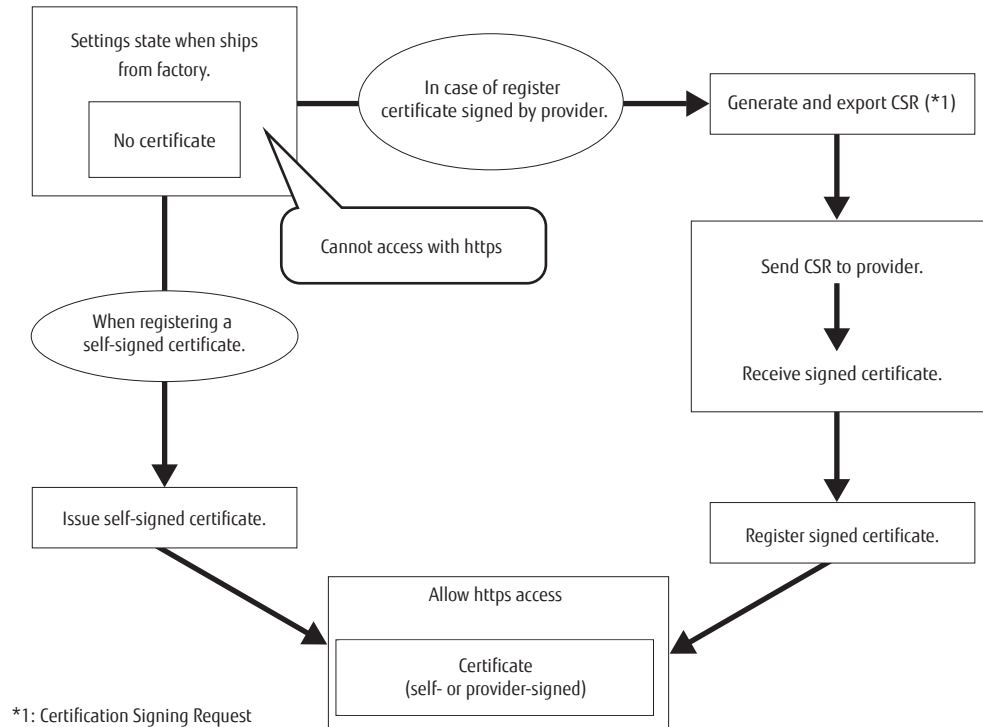 Settings state when ships
from factory.
No certificate
In case of register
certificate signed by provider.
Generate and export CSR (*1)
Cannot access with https
Send CSR to provider.
When registering a
self-signed certificate.
Receive signed certificate.
Issue self-signed certificate.
Register signed certificate.
Allow https access
Certificate
(self- or provider-signed)
*1: Certification Signing Request